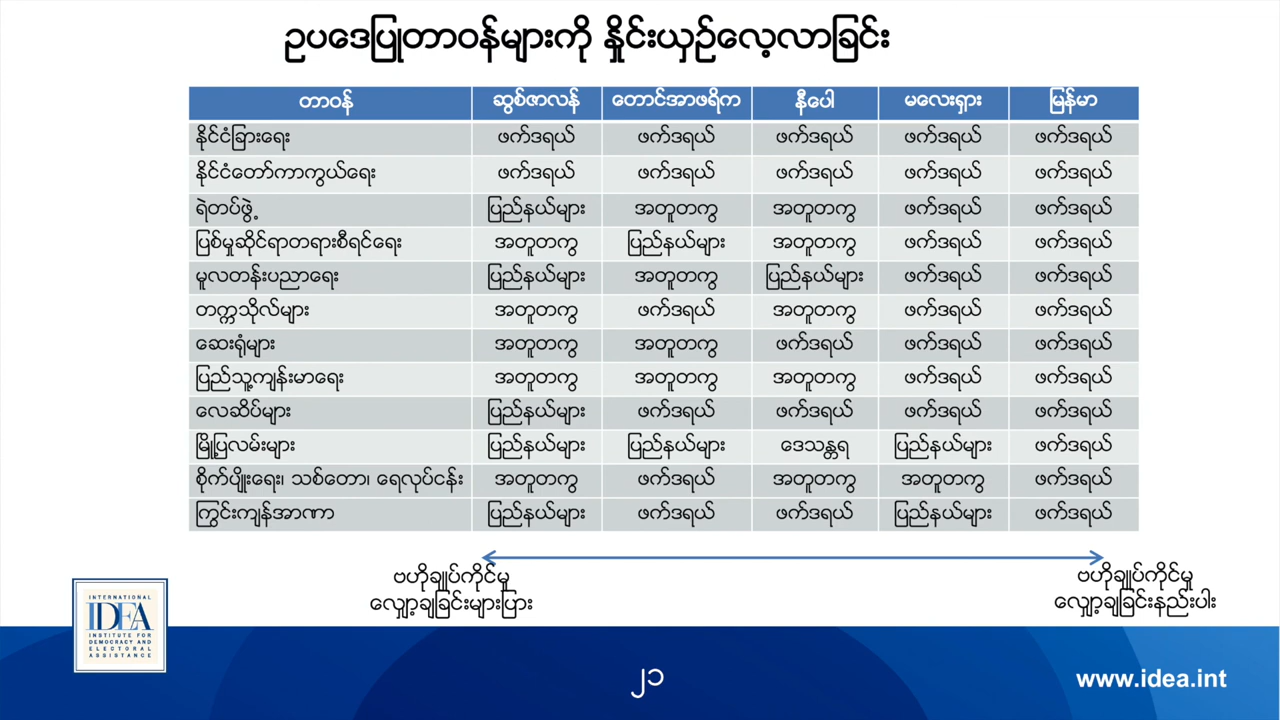 ဥပဒေပြုတာဝန်များကို နှိုင်းယှဉ်လေ့လာခြင်း
တာဝန် ဆွစ်ဇာလန် တောင်အာဖရိက နီပေါ မလေးရှား မြန်မာ
နိုင်ငံခြားရေး ဖက်ဒရယ် ဖက်ဒရယ် ဖက်ဒရယ် ဖက်ဒရယ် ဖက်ဒရယ်
နိုင်ငံတော်ကာကွယ်ရေး ဖက်ဒရယ် ဖက်ဒရယ် ဖက်ဒရယ် ဖက်ဒရယ် ဖက်ဒရယ်
ရဲတပ်ဖွဲ့ ပြည်နယ်များ အတူတကွ အတူတကွ ဖက်ဒရယ် ဖက်ဒရယ်
ပြစ်မှုဆိုင်ရာတရားစီရင်ရေး အတူတကွ ပြည်နယ်များ အတူတကွ ဖက်ဒရယ် ဖက်ဒရယ်
မူလတန်းပညာရေး ပြည်နယ်များ အတူတကွ ပြည်နယ်များ ဖက်ဒရယ် ဖက်ဒရယ်
တက္ကသိုလ်များ အတူတကွ ဖက်ဒရယ် အတူတကွ ဖက်ဒရယ် ဖက်ဒရယ်
ဆေးရုံများ အတူတကွ အတူတကွ ဖက်ဒရယ် ဖက်ဒရယ် ဖက်ဒရယ်
ပြည်သူ့ကျန်းမာရေး အတူတကွ အတူတကွ အတူတကွ ဖက်ဒရယ် ဖက်ဒရယ်
လေဆိပ်များ ပြည်နယ်များ ဖက်ဒရယ် ဖက်ဒရယ် ဖက်ဒရယ် ဖက်ဒရယ်
မြို့ပြလမ်းများ ပြည်နယ်များ ပြည်နယ်များ ဒေသန္တရ ပြည်နယ်များ ဖက်ဒရယ်
စိုက်ပျိုးရေး၊ သစ်တော၊ ရေလုပ်ငန်း အတူတကွ ဖက်ဒရယ် အတူတကွ အတူတကွ ဖက်ဒရယ်
ကြွင်းကျန်အာဏာ ပြည်နယ်များ ဖက်ဒရယ် ဖက်ဒရယ် ပြည်နယ်များ ဖက်ဒရယ်
ဗဟိုချုပ်ကိုင်မှု
လျှော့ချခြင်းများပြား
ဗဟိုချုပ်ကိုင်မှု
လျှော့ချခြင်းနည်းပါး
INTERNATIONAL
IDEA
INSTITUTE FOR
DEMOCRACY AND
ELECTORAL
ASSISTANCE
၂၁
www.idea.int